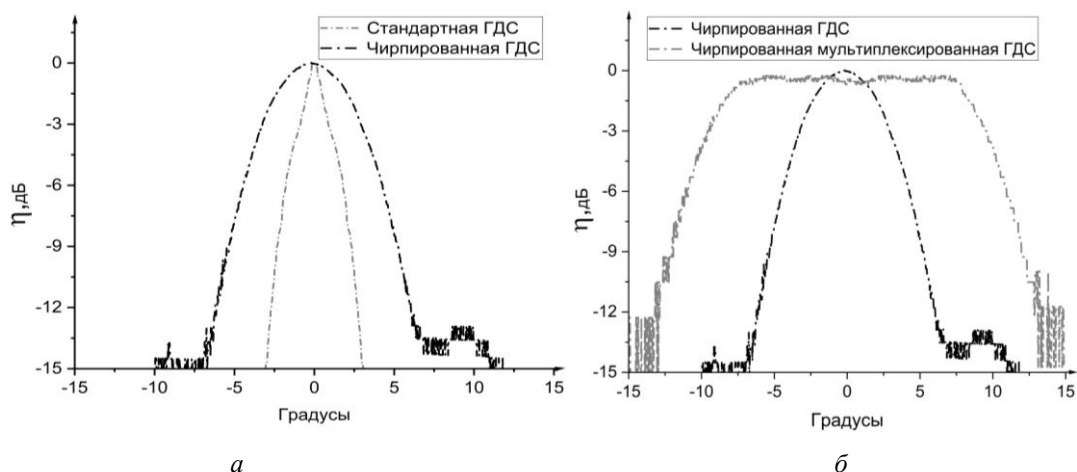 Стандартная ГДС
Чирпированная ГДС
0
-3
-6
-9
-12
-15
η,дБ
-15 -10 -5 0 5 10 15
Градусы
а
Чирпированная ГДС
Чирпированная мультиплексированная ГДС
0
-3
-6
-9
-12
-15
η,дБ
-15 -10 -5 0 5 10 15
Градусы
б